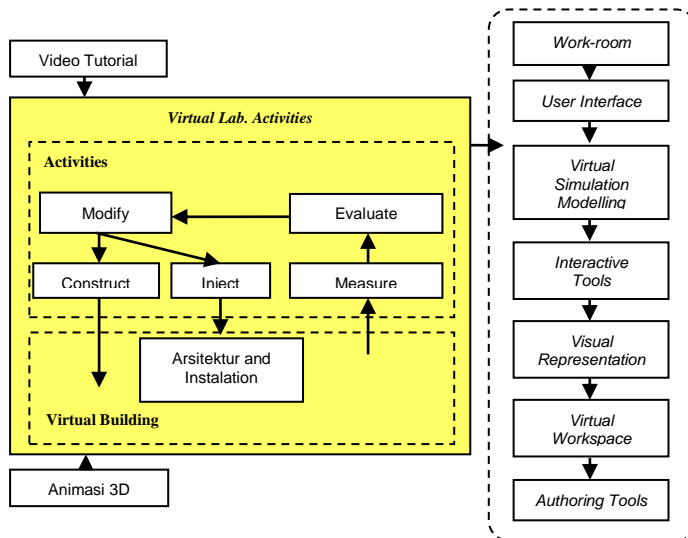 Video Tutorial
Virtual Lab. Activities
Activities
Modify
Evaluate
Construct
Inject
Measure
Arsitektur and
Instalation
Virtual Building
Animasi 3D
Work-room
User Interface
Virtual
Simulation
Modelling
Interactive
Tools
Visual
Representation
Virtual
Workspace
Authoring Tools